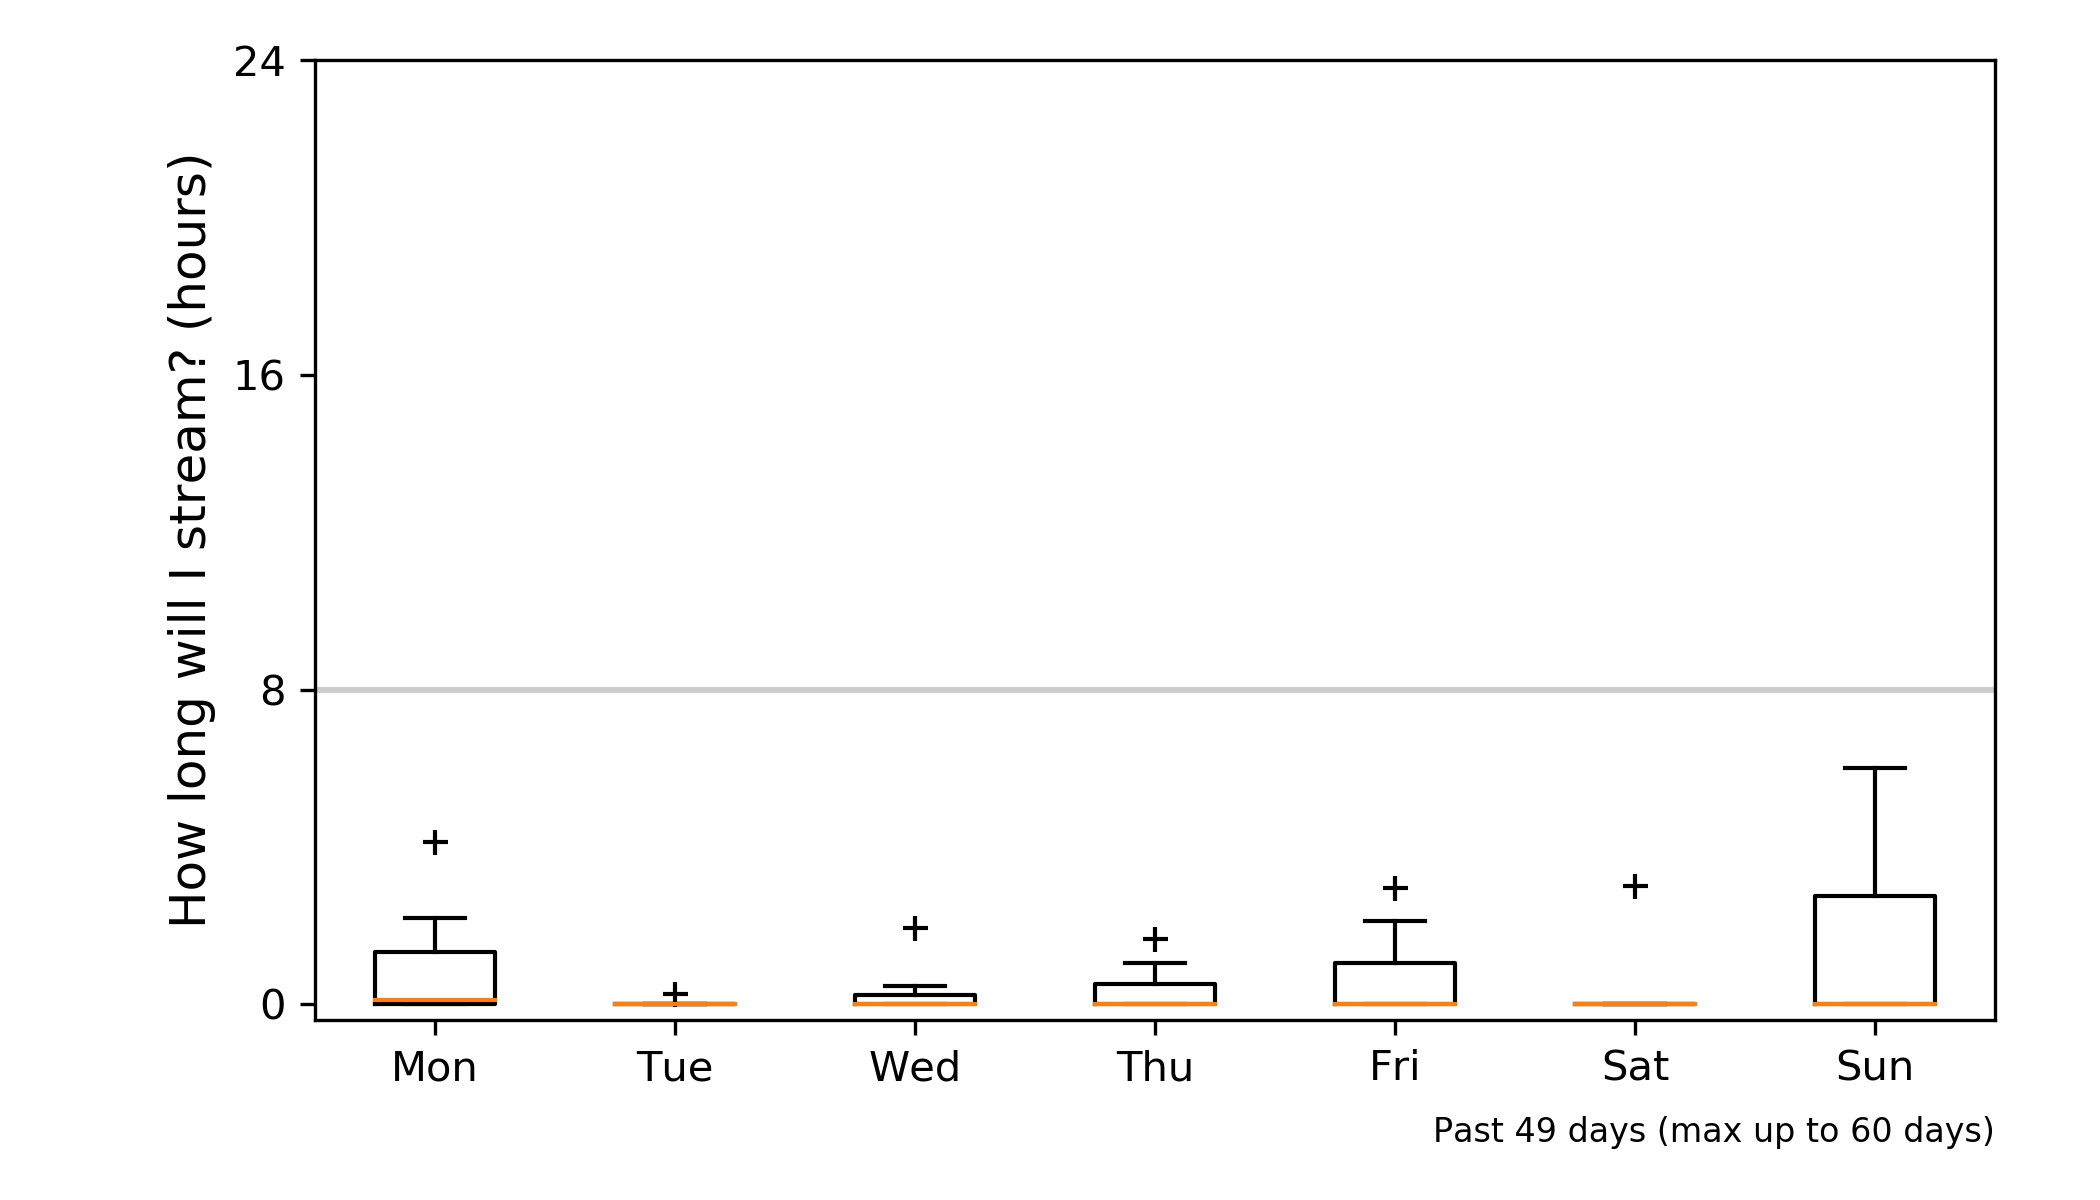 How long will I stream? (hours)
24
16
8
0
Mon Tue Wed Thu Fri Sat Sun
Past 49 days (max up to 60 days)